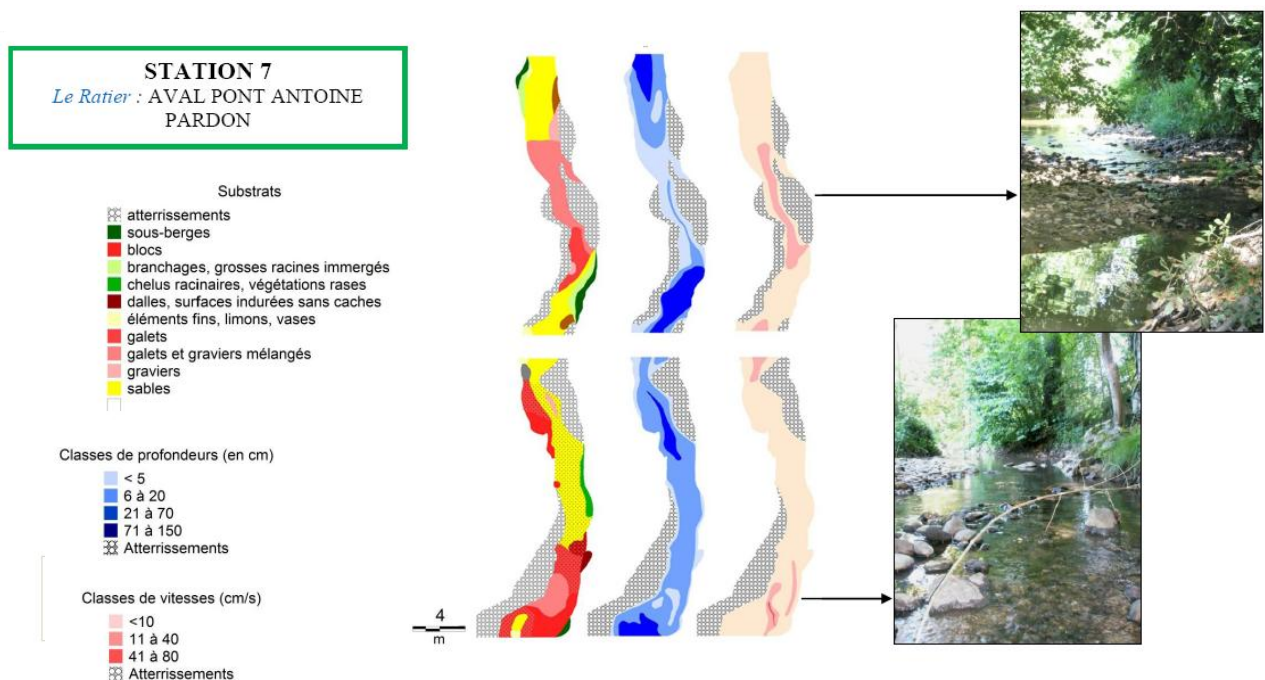 STATION 7
Le Ratier : AVAL PONT ANTOINE
PARDON
Substrats
atterrissements
sous-berges
blocs
branchages, grosses racines immergés
chelus racinaires, végétations rases
dalles, surfaces indurées sans caches
éléments fins, limons, vases
galets
galets et graviers mélangés
graviers
sables
Classes de profondeurs (en cm)
< 5
6 à 20
21 à 70
71 à 150
Atterrissements
Classes de vitesses (cm/s)
<10
11 à 40
41 à 80
Atterrissements
4
m